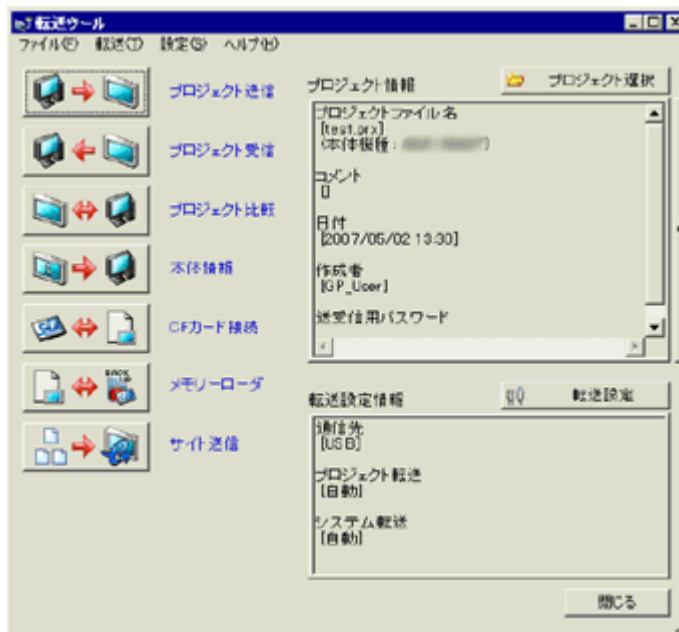 転送ツール
ファイル(F) 転送(T) 設定(S) ヘルプ(H)
プロジェクト送信
プロジェクト受信
プロジェクト比較
本体情報
CFカード接続
メモリーローダ
サイト送信
プロジェクト情報
プロジェクト選択
プロジェクトファイル名
[test.prx]
(本体機種:
コメント
[]
日付
[2007/05/02 13:30]
作成者
[GP_User]
送受信用パスワード
転送設定情報
転送設定
通信先
[USB]
プロジェクト転送
[自動]
システム転送
[自動]
閉じる